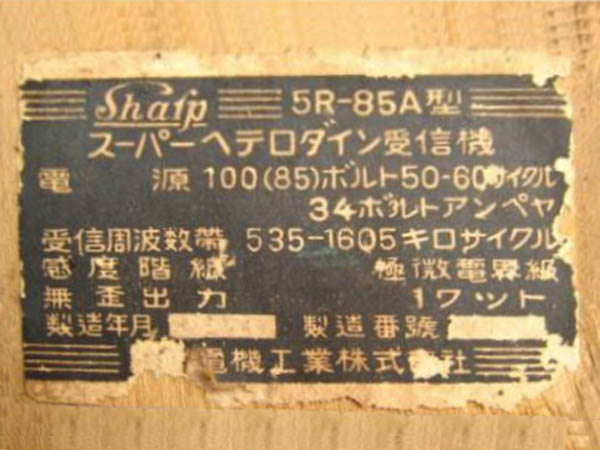 Sharp 5R-85A型
スーパーヘテロダイン受信機
電源 100(85)ボルト50-60サイクル
34ボルトアンペヤ
受信周波数帯 535-1605キロサイクル
感度階級 極微電界級
無歪出力 1ワット
製造年月 製造番號
電機工業株式會社